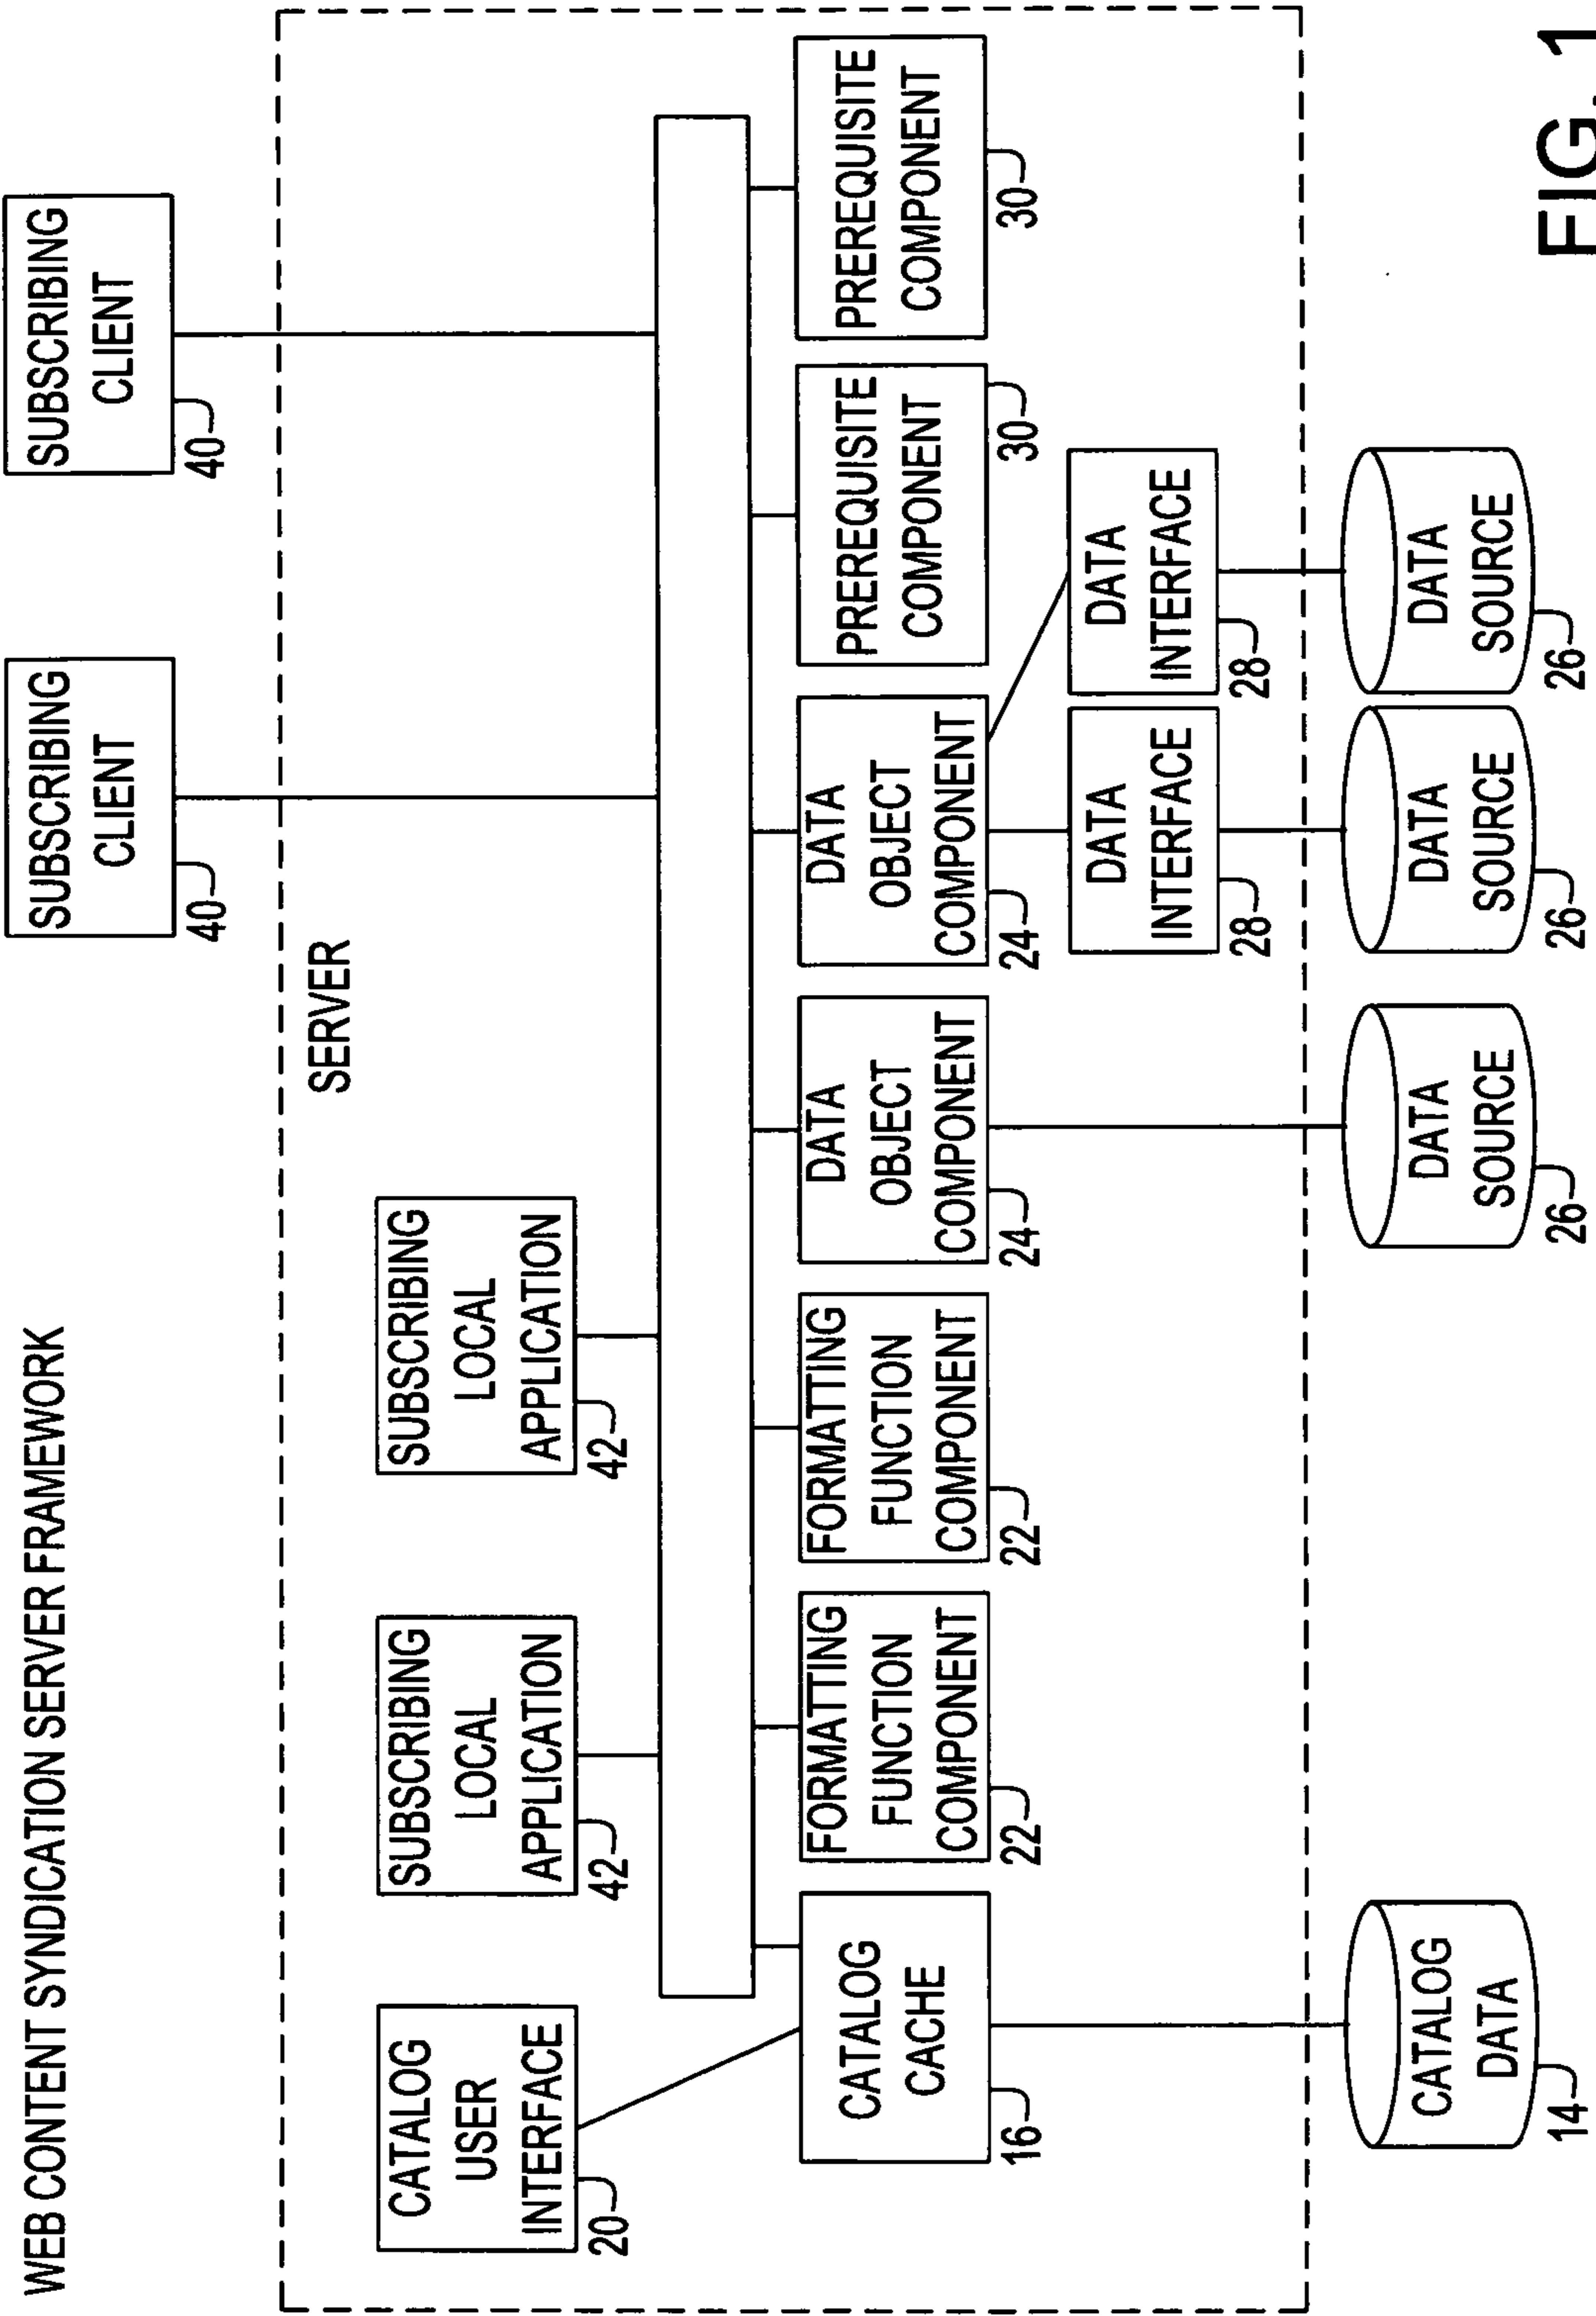 WEB CONTENT SYNDICATION SERVER FRAMEWORK
SUBSCRIBING
CLIENT
40
SUBSCRIBING
CLIENT
40
SERVER
CATALOG
USER
INTERFACE
20
SUBSCRIBING
LOCAL
APPLICATION
42
SUBSCRIBING
LOCAL
APPLICATION
42
CATALOG
CACHE
16
FORMATTING
FUNCTION
COMPONENT
22
FORMATTING
FUNCTION
COMPONENT
22
DATA
OBJECT
COMPONENT
24
DATA
OBJECT
COMPONENT
24
PREREQUISITE
COMPONENT
30
PREREQUISITE
COMPONENT
30
DATA
INTERFACE
28
DATA
INTERFACE
28
CATALOG
DATA
14
DATA
SOURCE
26
DATA
SOURCE
26
DATA
SOURCE
26
FIG. 1